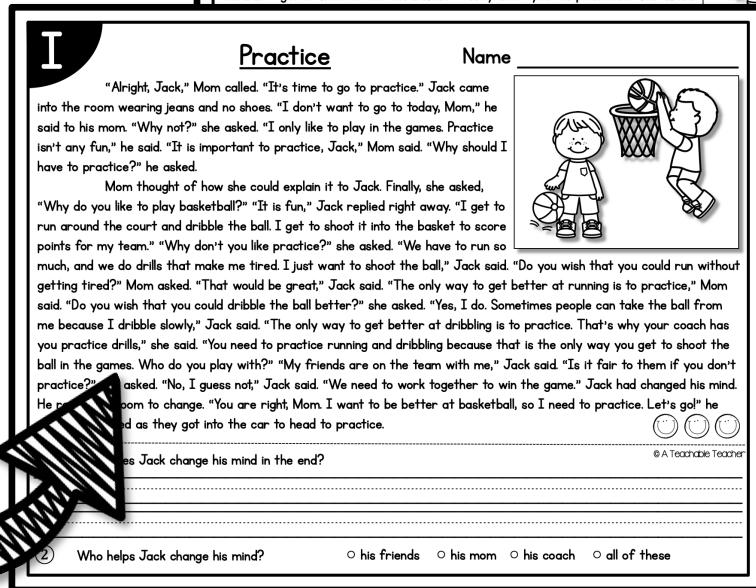 I
Practice
Name
"Alright, Jack," Mom called. "It's time to go to practice." Jack came
into the room wearing jeans and no shoes. "I don't want to go to today, Mom," he
said to his mom. "Why not?" she asked. "I only like to play in the games. Practice
isn't any fun," he said. "It is important to practice, Jack," Mom said. "Why should I
have to practice?" he asked.
Mom thought of how she could explain it to Jack. Finally, she asked,
"Why do you like to play basketball?" "It is fun," Jack replied right away. "I get to
run around the court and dribble the ball. I get to shoot it into the basket to score
points for my team." "Why don't you like practice?" she asked. "We have to run so
much, and we do drills that make me tired. I just want to shoot the ball," Jack said. "Do you wish that you could run without
getting tired?" Mom asked. "That would be great," Jack said. "The only way to get better at running is to practice," Mom
said. "Do you wish that you could dribble the ball better?" she asked. "Yes, I do. Sometimes people can take the ball from
me because I dribble slowly," Jack said. "The only way to get better at dribbling is to practice. That's why your coach has
you practice drills," she said. "You need to practice running and dribbling because that is the only way you get to shoot the
ball in the games. Who do you play with?" "My friends are on the team with me," Jack said. "Is it fair to them if you don't
practice?" asked. "No, I guess not," Jack said. "We need to work together to win the game." Jack had changed his mind.
He room to change. "You are right, Mom. I want to be better at basketball, so I need to practice. Let's go!" he
as they got into the car to head to practice.
© A Teachable Teacher
Jack change his mind in the end?
2 Who helps Jack change his mind? his friends his mom his coach all of these